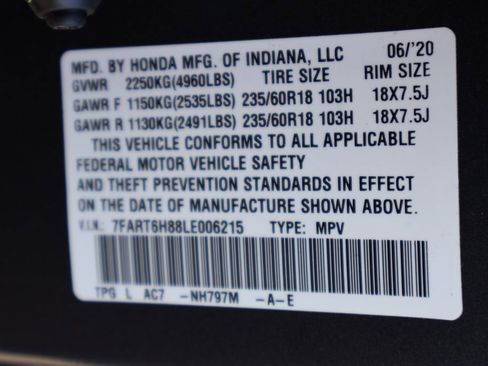 MFD. BY HONDA MFG. OF INDIANA, LLC 06/'20
GVWR 2250KG(4960LBS) TIRE SIZE RIM SIZE
GAWR F 1150KG(2535LBS) 235/60R18 103H 18X7.5J
GAWR R 1130KG(2491LBS) 235/60R18 103H 18X7.5J
THIS VEHICLE CONFORMS TO ALL APPLICABLE
FEDERAL MOTOR VEHICLE SAFETY
AND THEFT PREVENTION STANDARDS IN EFFECT
ON THE DATE OF MANUFACTURE SHOWN ABOVE.
V.I.N: 7FART6H88LE006215 TYPE: MPV
TPG L AC7 -NH797M -A-E